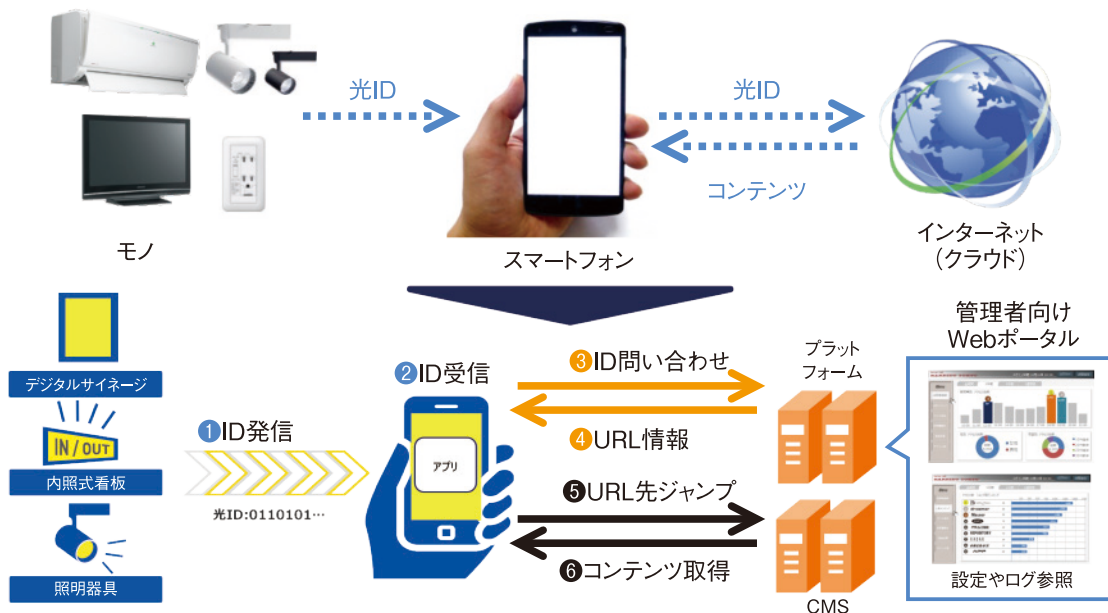 光ID
光ID
コンテンツ
モノ
スマートフォン
インターネット
（クラウド）
管理者向け
Webポータル
デジタルサイネージ
IN / OUT
内照式看板
照明器具
❶ID発信
光ID:0110101…
❷ID受信
アプリ
❸ID問い合わせ
❹URL情報
❺URL先ジャンプ
❻コンテンツ取得
プラット
フォーム
CMS
設定やログ参照